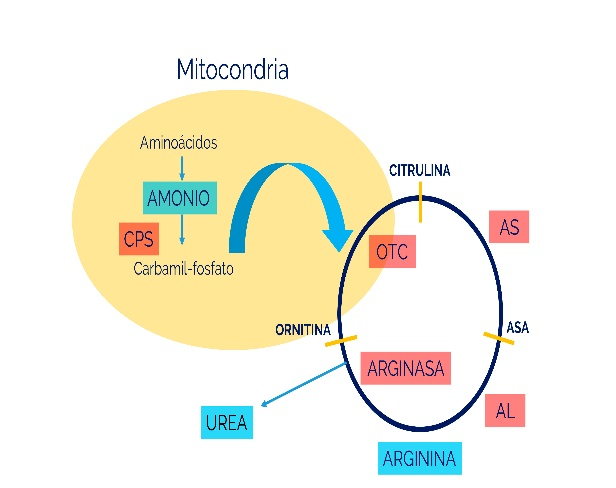 Mitocondria
Aminoácidos
AMONIO
CPS
Carbamil-fosfato
CITRULINA
AS
OTC
ORNITINA
ASA
ARGINASA
UREA
AL
ARGININA